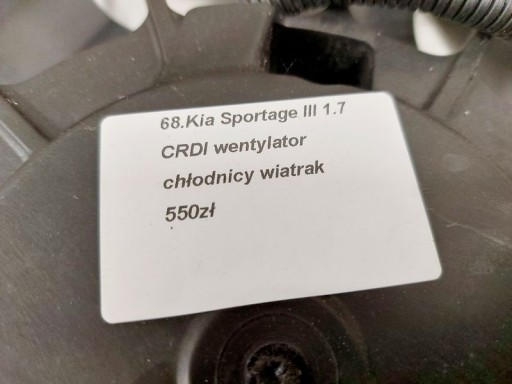 68.Kia Sportage III 1.7
CRDI wentylator
chłodnicy wiatrak
550zł